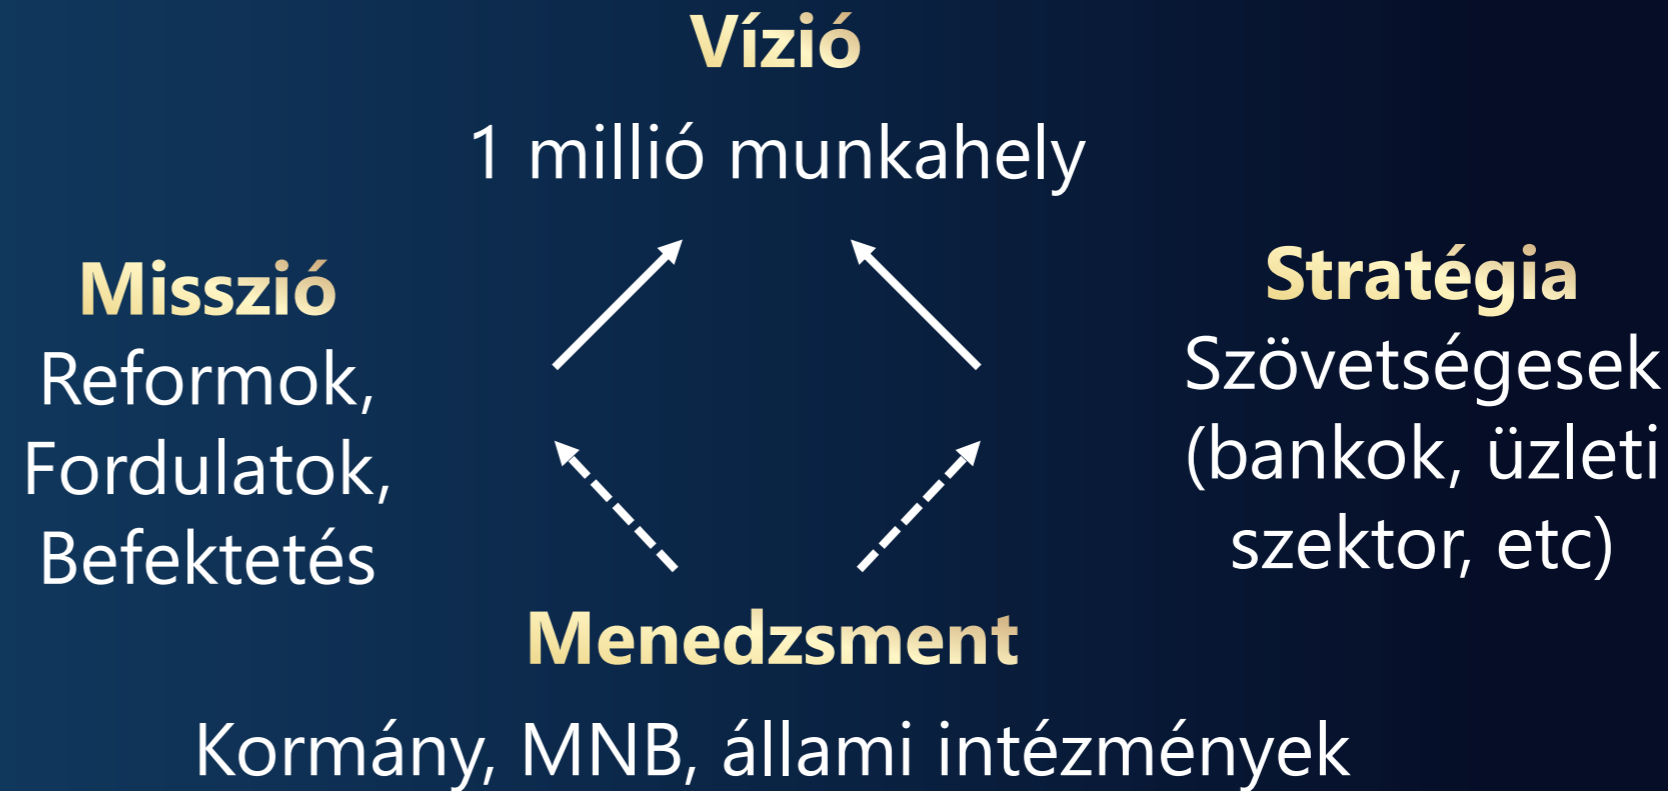 Vízió
1 millió munkahely
Misszió
Reformok,
Fordulatok,
Befektetés
Stratégia
Szövetségesek
(bankok, üzleti
szektor, etc)
Menedzsment
Kormány, MNB, állami intézmények